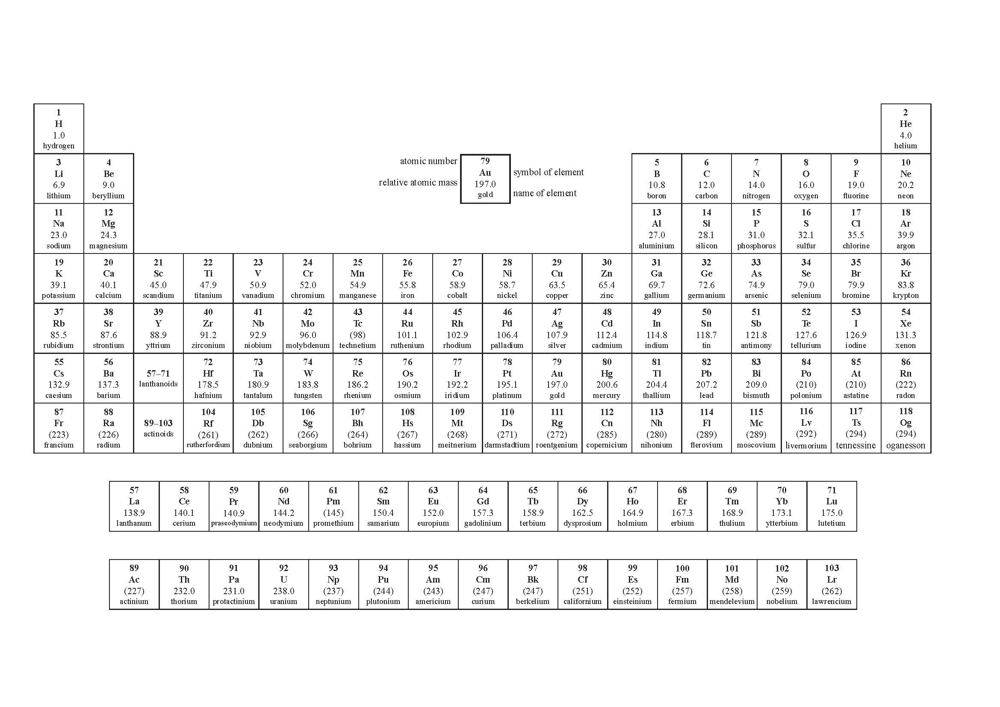 1 2
H He
1.0 4.0
hydrogen helium
3 4 atomic number 79 5 6 7 8 9 10
Li Be Au symbol of element B C N O F Ne
6.9 9.0 relative atomic mass 197.0 10.8 12.0 14.0 16.0 19.0 20.2
lithium beryllium gold name of element boron carbon nitrogen oxygen fluorine neon
11 12 13 14 15 16 17 18
Na Mg Al Si P S Cl Ar
23.0 24.3 27.0 28.1 31.0 32.1 35.5 39.9
sodium magnesium aluminium silicon phosphorus sulfur chlorine argon
19 20 21 22 23 24 25 26 27 28 29 30 31 32 33 34 35 36
K Ca Sc Ti V Cr Mn Fe Co Ni Cu Zn Ga Ge As Se Br Kr
39.1 40.1 45.0 47.9 50.9 52.0 54.9 55.8 58.9 58.7 63.5 65.4 69.7 72.6 74.9 79.0 79.9 83.8
potassium calcium scandium titanium vanadium chromium manganese iron cobalt nickel copper zinc gallium germanium arsenic selenium bromine krypton
37 38 39 40 41 42 43 44 45 46 47 48 49 50 51 52 53 54
Rb Sr Y Zr Nb Mo Tc Ru Rh Pd Ag Cd In Sn Sb Te I Xe
85.5 87.6 88.9 91.2 92.9 96.0 (98) 101.1 102.9 106.4 107.9 112.4 114.8 118.7 121.8 127.6 126.9 131.3
rubidium strontium yttrium zirconium niobium molybdenum technetium ruthenium rhodium palladium silver cadmium indium tin antimony tellurium iodine xenon
55 56 57–71 72 73 74 75 76 77 78 79 80 81 82 83 84 85 86
Cs Ba lanthanoids Hf Ta W Re Os Ir Pt Au Hg Tl Pb Bi Po At Rn
132.9 137.3 178.5 180.9 183.8 186.2 190.2 192.2 195.1 197.0 200.6 204.4 207.2 209.0 (210) (210) (222)
caesium barium hafnium tantalum tungsten rhenium osmium iridium platinum gold mercury thallium lead bismuth polonium astatine radon
87 88 89–103 104 105 106 107 108 109 110 111 112 113 114 115 116 117 118
Fr Ra actinoids Rf Db Sg Bh Hs Mt Ds Rg Cn Nh Fl Mc Lv Ts Og
(223) (226) (261) (262) (266) (264) (267) (268) (271) (272) (285) (280) (289) (289) (292) (294) (294)
francium radium rutherfordium dubnium seaborgium bohrium hassium meitnerium darmstadtium roentgenium copernicium nihonium flerovium moscovium livermorium tennessine oganesson
57 58 59 60 61 62 63 64 65 66 67 68 69 70 71
La Ce Pr Nd Pm Sm Eu Gd Tb Dy Ho Er Tm Yb Lu
138.9 140.1 140.9 144.2 (145) 150.4 152.0 157.3 158.9 162.5 164.9 167.3 168.9 173.1 175.0
lanthanum cerium praseodymium neodymium promethium samarium europium gadolinium terbium dysprosium holmium erbium thulium ytterbium lutetium
89 90 91 92 93 94 95 96 97 98 99 100 101 102 103
Ac Th Pa U Np Pu Am Cm Bk Cf Es Fm Md No Lr
(227) 232.0 231.0 238.0 (237) (244) (243) (247) (247) (251) (252) (257) (258) (259) (262)
actinium thorium protactinium uranium neptunium plutonium americium curium berkelium californium einsteinium fermium mendelevium nobelium lawrencium